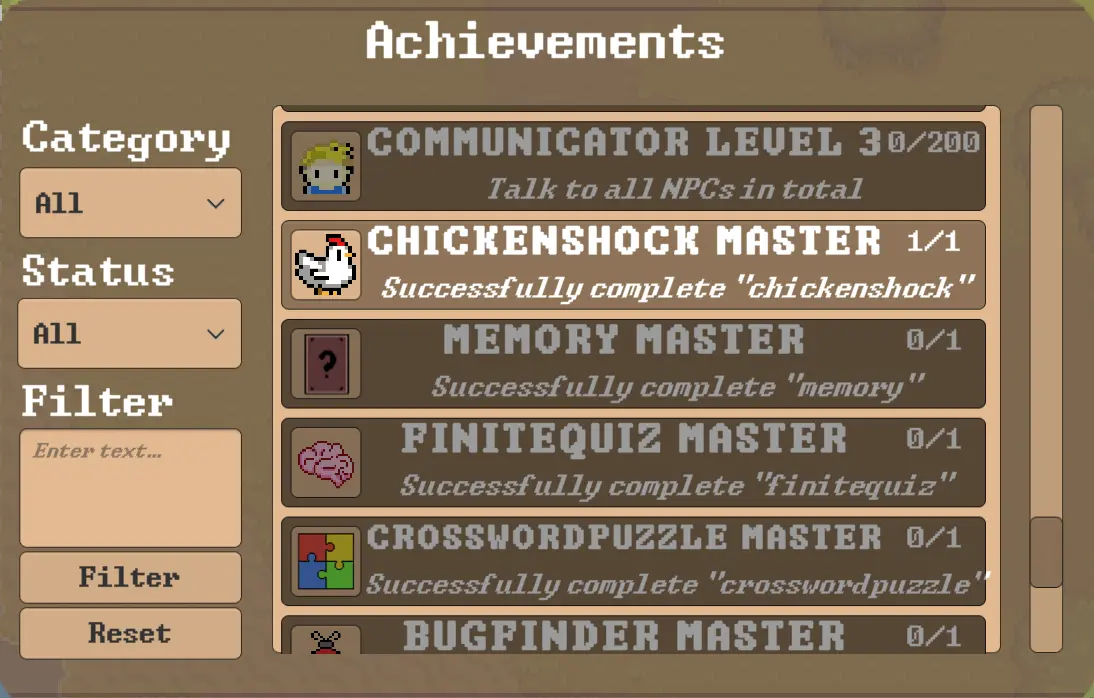 Achievements
Category
All
Status
All
Filter
Enter text...
Filter
Reset
COMMUNICATOR LEVEL 3 0/200
Talk to all NPCs in total
CHICKENSHOCK MASTER 1/1
Successfully complete "chickenshock"
?
MEMORY MASTER 0/1
Successfully complete "memory"
FINITEQUIZ MASTER 0/1
Successfully complete "finitequiz"
CROSSWORDPUZZLE MASTER 0/1
Successfully complete "crosswordpuzzle"
BUGFINDER MASTER 0/1